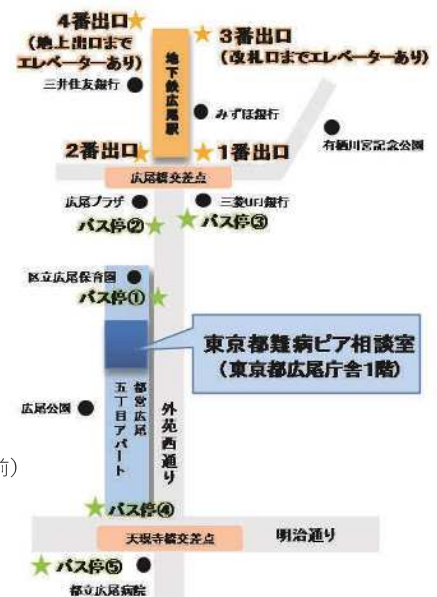 4番出口
(地上出口まで
エレベーターあり)
3番出口
(改札口までエレベーターあり)
三井住友銀行
地下鉄広尾駅
みずほ銀行
有栖川宮記念公園
2番出口
1番出口
広尾橋交差点
広尾プラザ
三菱UFJ銀行
バス停②
バス停③
区立広尾保育園
バス停①
東京都難病ピア相談室
(東京都広尾庁舎1階)
都営広尾
五丁目アパート
広尾公園
外苑西通り
前)
バス停④
天現寺橋交差点
明治通り
バス停⑤
都立広尾病院